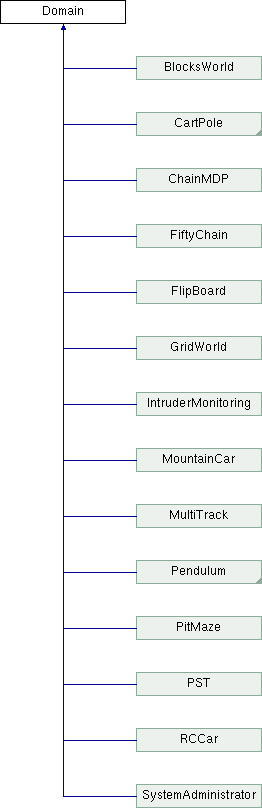 Domain
BlocksWorld
CartPole
ChainMDP
FiftyChain
FlipBoard
GridWorld
IntruderMonitoring
MountainCar
MultiTrack
Pendulum
PitMaze
PST
RCCar
SystemAdministrator